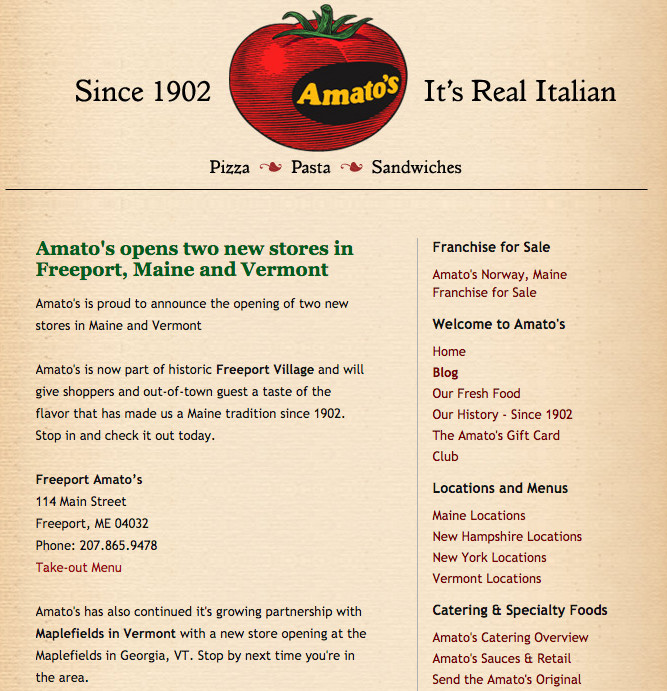 Since 1902
Amato's
It's Real Italian
Pizza Pasta Sandwiches
Amato's opens two new stores in
Freeport, Maine and Vermont
Amato's is proud to announce the opening of two new
stores in Maine and Vermont
Amato's is now part of historic Freeport Village and will
give shoppers and out-of-town guest a taste of the
flavor that has made us a Maine tradition since 1902.
Stop in and check it out today.
Freeport Amato's
114 Main Street
Freeport, ME 04032
Phone: 207.865.9478
Take-out Menu
Amato's has also continued it's growing partnership with
Maplefields in Vermont with a new store opening at the
Maplefields in Georgia, VT. Stop by next time you're in
the area.
Franchise for Sale
Amato's Norway, Maine
Franchise for Sale
Welcome to Amato's
Home
Blog
Our Fresh Food
Our History - Since 1902
The Amato's Gift Card
Club
Locations and Menus
Maine Locations
New Hampshire Locations
New York Locations
Vermont Locations
Catering & Specialty Foods
Amato's Catering Overview
Amato's Sauces & Retail
Send the Amato's Original